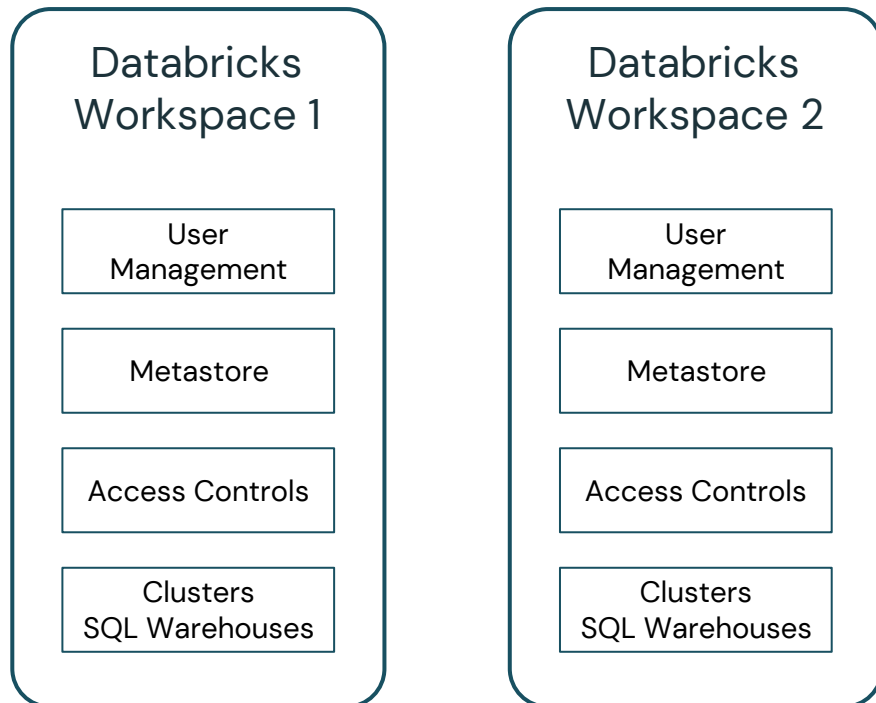 Databricks
Workspace 1
User
Management
Metastore
Access Controls
Clusters
SQL Warehouses
Databricks
Workspace 2
User
Management
Metastore
Access Controls
Clusters
SQL Warehouses